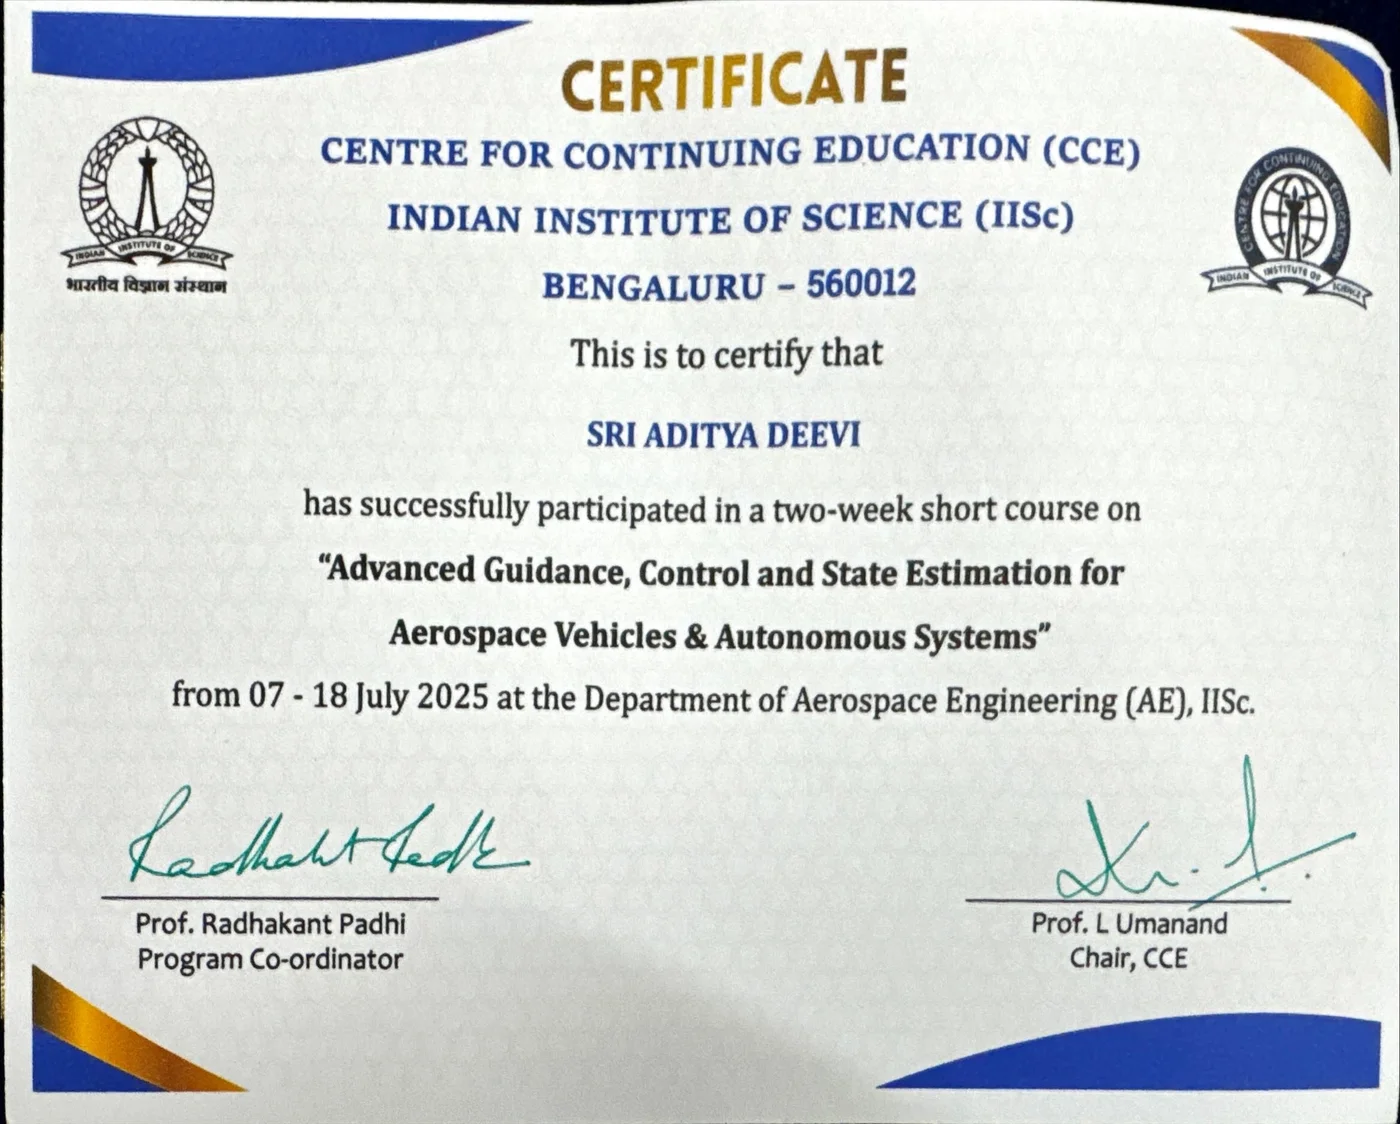 CERTIFICATE
CENTRE FOR CONTINUING EDUCATION (CCE)
INDIAN INSTITUTE OF SCIENCE (IISc)
BENGALURU – 560012
INDIAN INSTITUTE OF SCIENCE
भारतीय विज्ञान संस्थान
CENTRE FOR CONTINUING EDUCATION
INDIAN INSTITUTE OF SCIENCE
This is to certify that
SRI ADITYA DEEVI
has successfully participated in a two-week short course on
“Advanced Guidance, Control and State Estimation for
Aerospace Vehicles & Autonomous Systems”
from 07 - 18 July 2025 at the Department of Aerospace Engineering (AE), IISc.
Prof. Radhakant Padhi
Program Co-ordinator
Prof. L Umanand
Chair, CCE